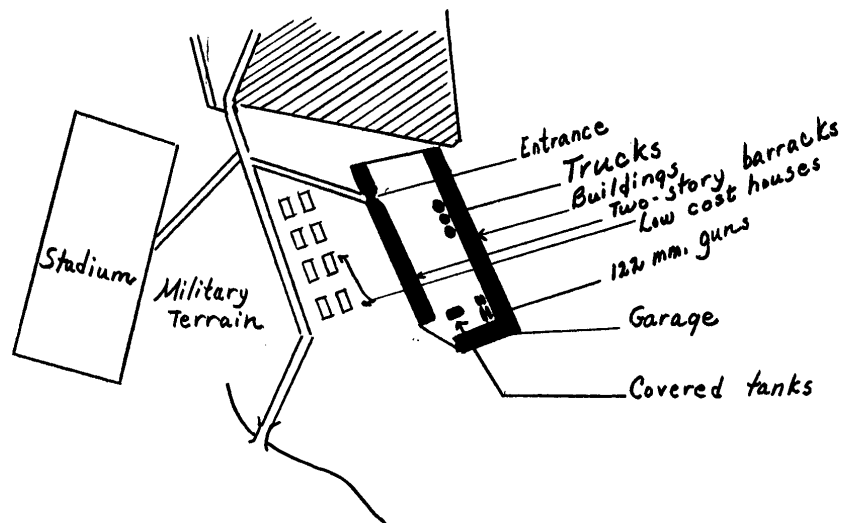 Entrance
Trucks
Buildings
Two-story barracks
Low cost houses
122 mm. guns
Garage
Covered tanks
Stadium
Military
Terrain